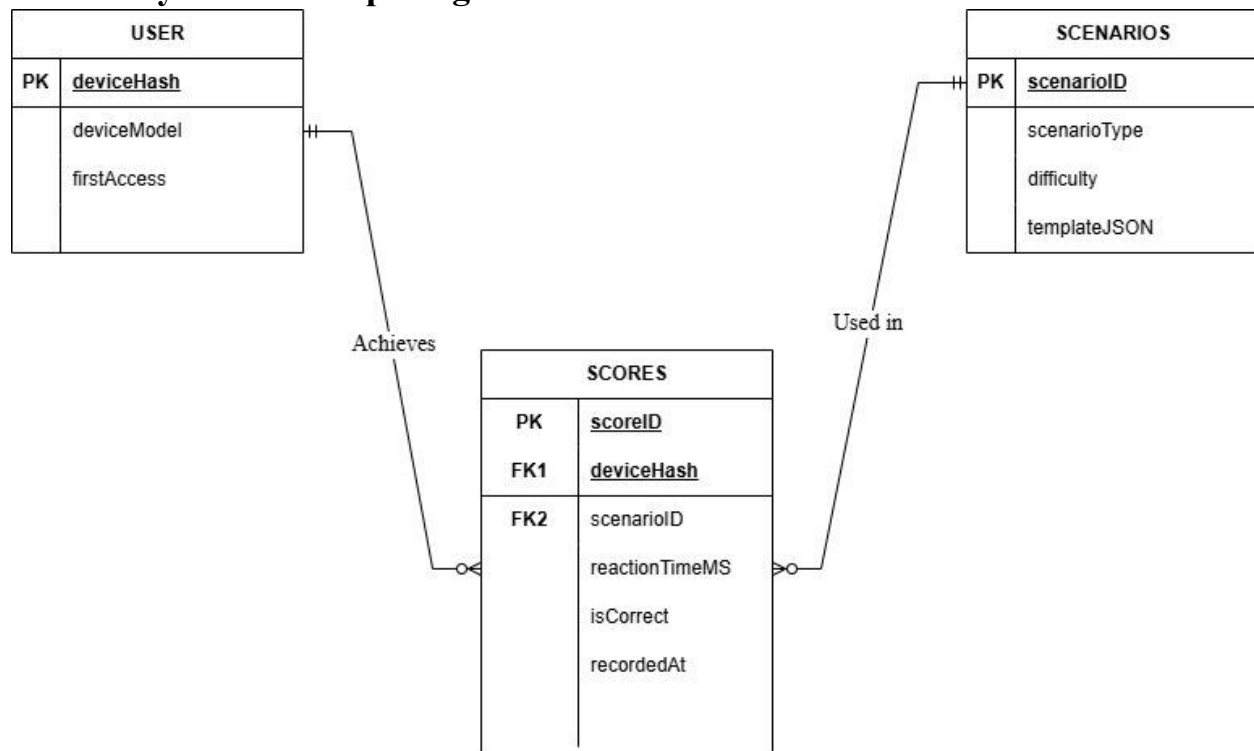 USER
PK deviceHash
deviceModel
firstAccess
SCENARIOS
PK scenarioID
scenarioType
difficulty
templateJSON
Achieves
Used in
SCORES
PK scoreID
FK1 deviceHash
FK2 scenarioID
reactionTimeMS
isCorrect
recordedAt